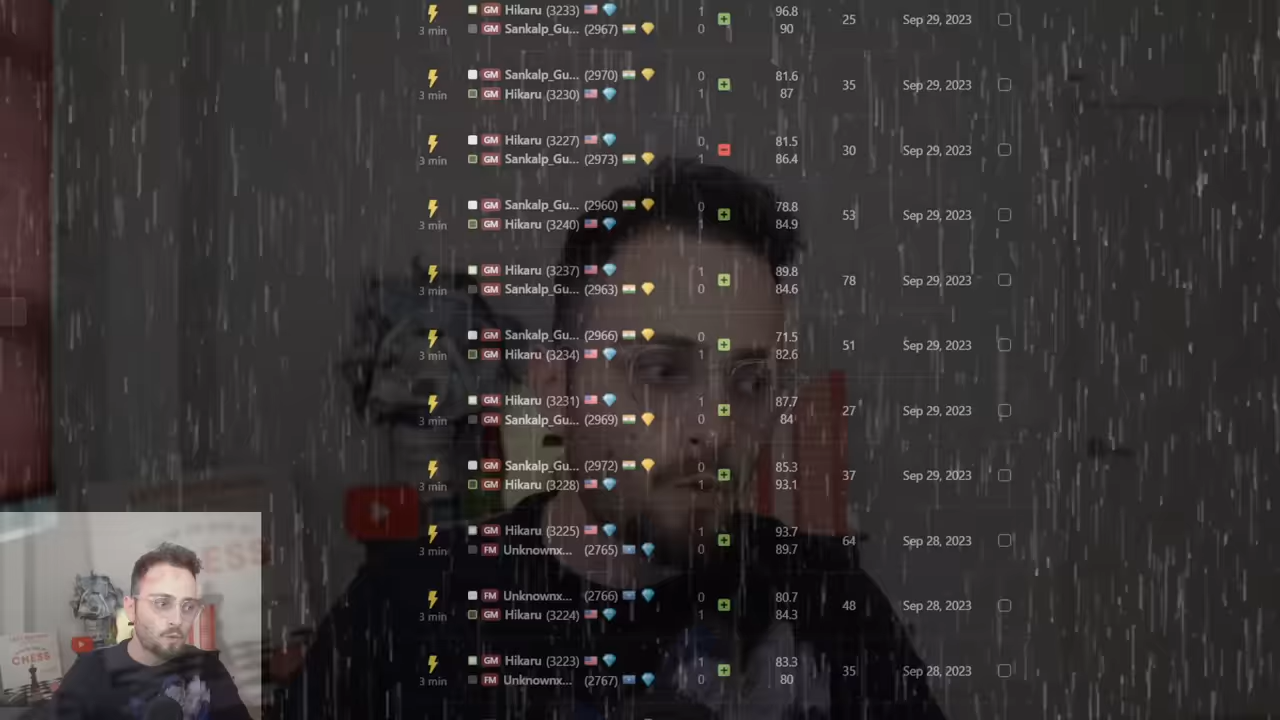 GM Hikaru (3233) 1 96.8
3 min GM Sankalp_Gu... (2967) 0 90 25 Sep 29, 2023
GM Sankalp_Gu... (2970) 0 81.6
3 min GM Hikaru (3230) 1 87 35 Sep 29, 2023
GM Hikaru (3227) 0 81.5
3 min GM Sankalp_Gu... (2973) 1 86.4 30 Sep 29, 2023
GM Sankalp_Gu... (2960) 0 78.8
3 min GM Hikaru (3240) 1 84.9 53 Sep 29, 2023
GM Hikaru (3237) 1 89.8
3 min GM Sankalp_Gu... (2963) 0 84.6 78 Sep 29, 2023
GM Sankalp_Gu... (2966) 0 71.5
3 min GM Hikaru (3234) 1 82.6 51 Sep 29, 2023
GM Hikaru (3231) 1 87.7
3 min GM Sankalp_Gu... (2969) 0 84 27 Sep 29, 2023
GM Sankalp_Gu... (2972) 0 85.3
3 min GM Hikaru (3228) 1 93.1 37 Sep 29, 2023
GM Hikaru (3225) 1 93.7
3 min FM Unknownx... (2765) 0 89.7 64 Sep 28, 2023
FM Unknownx... (2766) 0 80.7
3 min GM Hikaru (3224) 1 84.3 48 Sep 28, 2023
GM Hikaru (3223) 1 83.3
3 min FM Unknownx... (2767) 0 80 35 Sep 28, 2023
CHESS